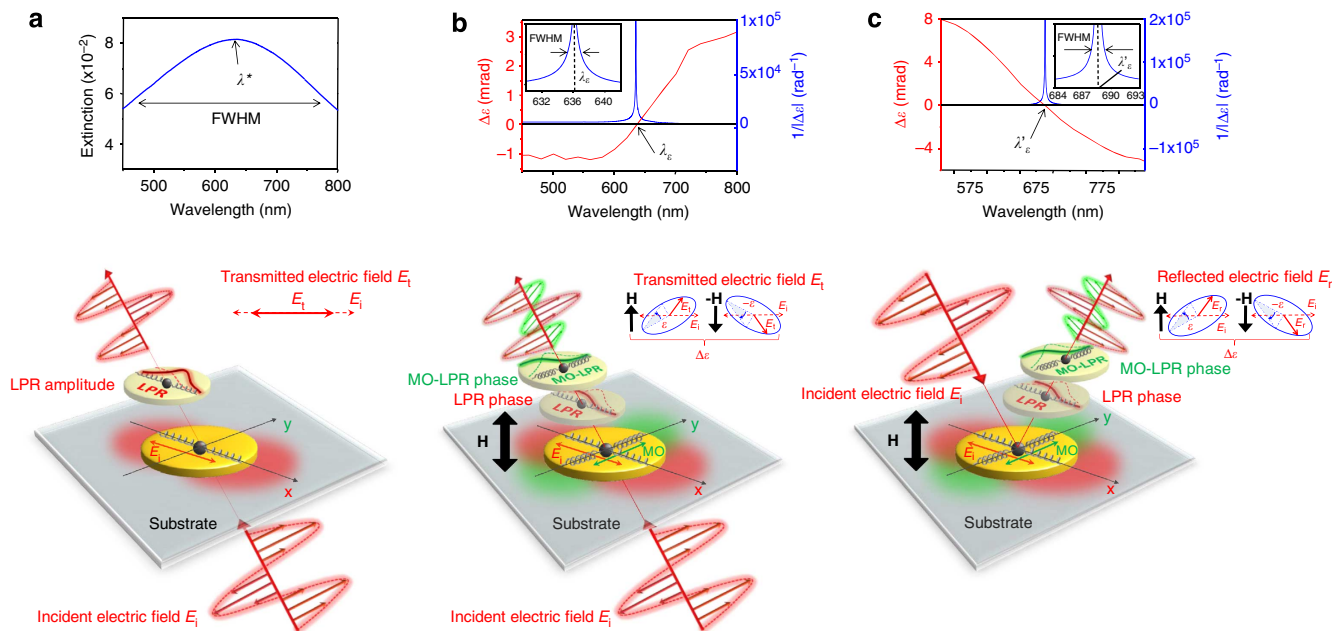 a
Extinction (x10⁻²)
8
6
4
λ*
FWHM
500
600
700
800
Wavelength (nm)
b
Δε (mrad)
3
2
1
0
−1
FWHM
λε
632
636
640
λε
1x10⁵
5x10⁴
0
1/|Δε| (rad⁻¹)
500
600
700
800
Wavelength (nm)
c
Δε (mrad)
8
4
0
−4
FWHM
λ'ε
684
687
690
693
λ'ε
2x10⁵
1x10⁵
0
−1x10⁵
1/|Δε| (rad⁻¹)
575
675
775
Wavelength (nm)
a
Transmitted electric field Et
Et
Ei
LPR amplitude
LPR
Ei
y
x
Substrate
Incident electric field Ei
b
Transmitted electric field Et
H
ε
Et
Ei
-H
−ε
Et
Ei
Δε
MO-LPR phase
MO-LPR
LPR phase
LPR
H
Ei
MO
y
x
Substrate
Incident electric field Ei
c
Reflected electric field Er
H
ε
Er
Ei
-H
−ε
Er
Ei
Δε
MO-LPR
MO-LPR phase
LPR
LPR phase
Incident electric field Ei
H
Ei
MO
y
x
Substrate